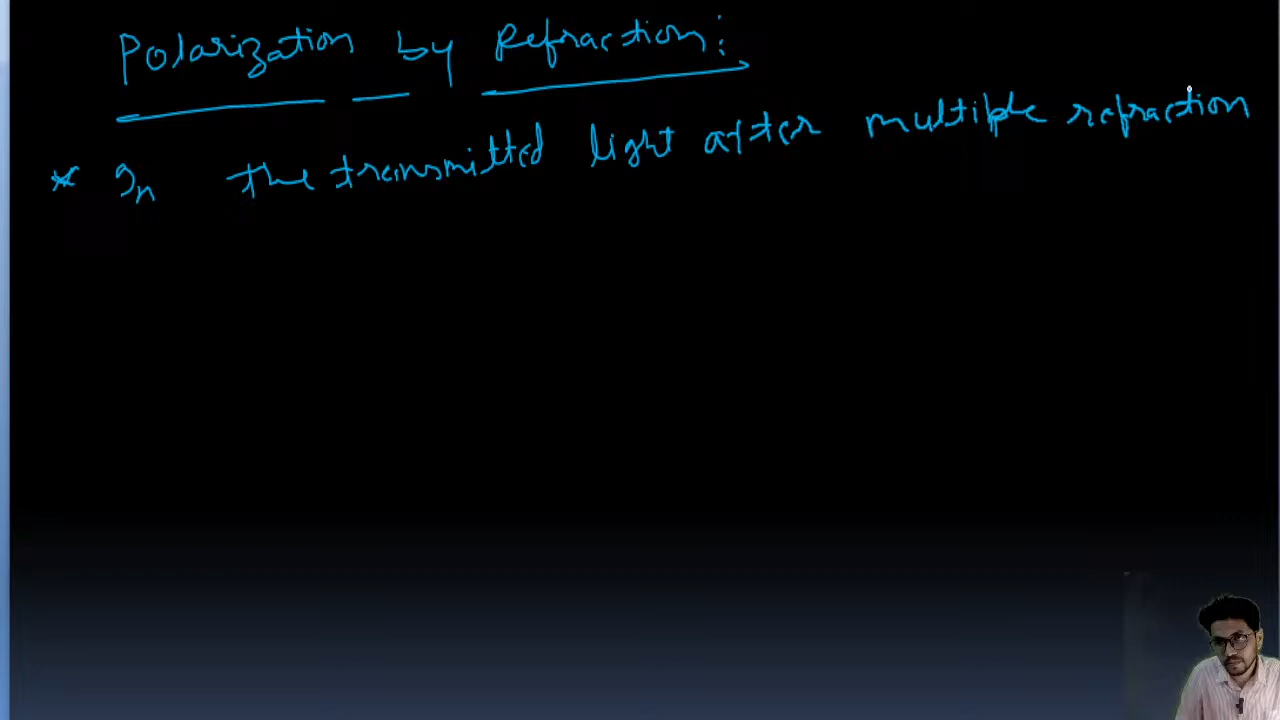 Polarization by Refraction:
* In the transmitted light after multiple refraction